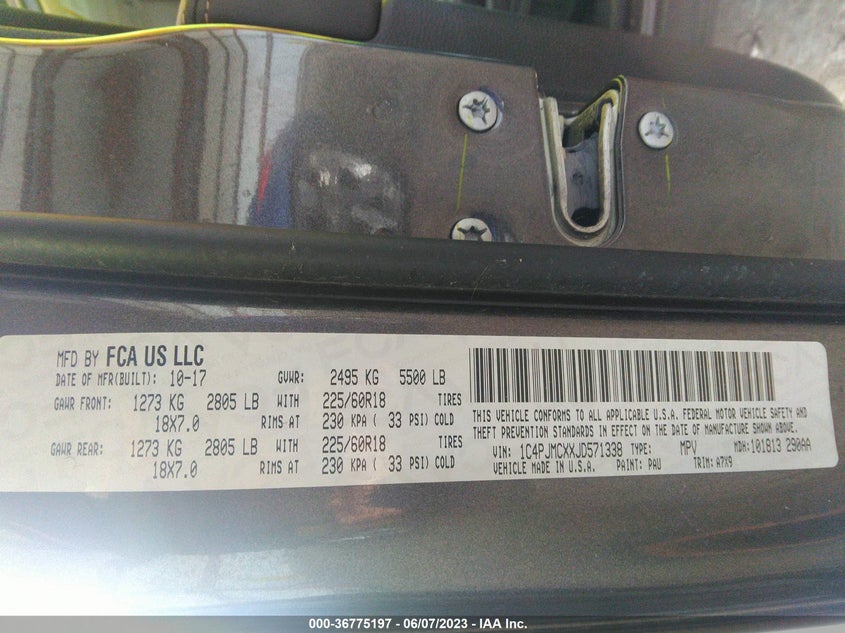 MFD BY FCA US LLC
DATE OF MFR(BUILT): 10-17 GVWR: 2495 KG 5500 LB
GAWR FRONT: 1273 KG 2805 LB WITH 225/60R18 TIRES
18X7.0 RIMS AT 230 KPA ( 33 PSI) COLD
GAWR REAR: 1273 KG 2805 LB WITH 225/60R18 TIRES
18X7.0 RIMS AT 230 KPA ( 33 PSI) COLD
THIS VEHICLE CONFORMS TO ALL APPLICABLE U.S.A. FEDERAL MOTOR VEHICLE SAFETY AND
THEFT PREVENTION STANDARDS IN EFFECT ON THE DATE OF MANUFACTURE SHOWN ABOVE.
VIN: 1C4PJMCXXJD571338 TYPE: MPV MDH:101813 290AA
VEHICLE MADE IN U.S.A. PAINT: PAU TRIM: A7X9
000-36775197 - 06/07/2023 - IAA Inc.